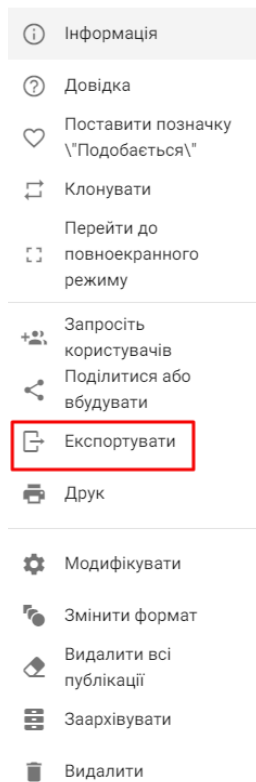 Інформація
Довідка
Поставити позначку
\"Подобається\"
Клонувати
Перейти до
повноекранного
режиму
Запросіть
користувачів
Поділитися або
вбудувати
Експортувати
Друк
Модифікувати
Змінити формат
Видалити всі
публікації
Заархівувати
Видалити